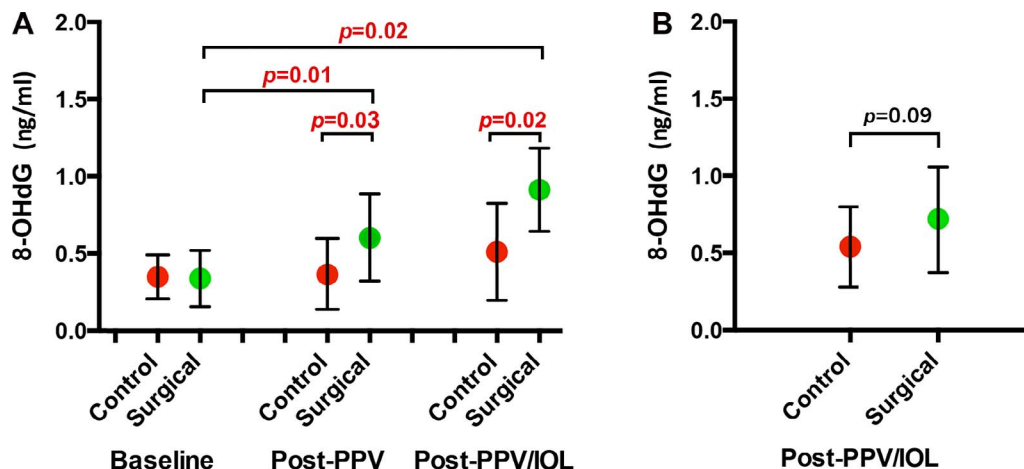 A
B
8-OHdG (ng/ml)
2.0
1.5
1.0
0.5
0.0
p=0.02
p=0.01
p=0.03
p=0.02
Control
Surgical
Control
Surgical
Control
Surgical
Baseline
Post-PPV
Post-PPV/IOL
8-OHdG (ng/ml)
2.0
1.5
1.0
0.5
0.0
p=0.09
Control
Surgical
Post-PPV/IOL